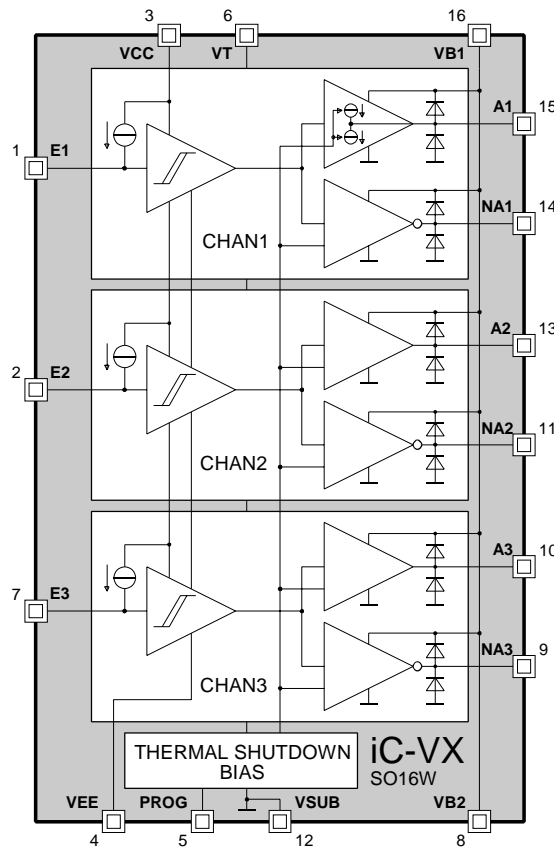 3 6 16
VCC VT VB1
A1 15
1 E1
NA1 14
CHAN1
A2 13
2 E2
NA2 11
CHAN2
A3 10
7 E3
NA3 9
CHAN3
THERMAL SHUTDOWN
BIAS
iC-VX
SO16W
VEE PROG VSUB VB2
4 5 12 8